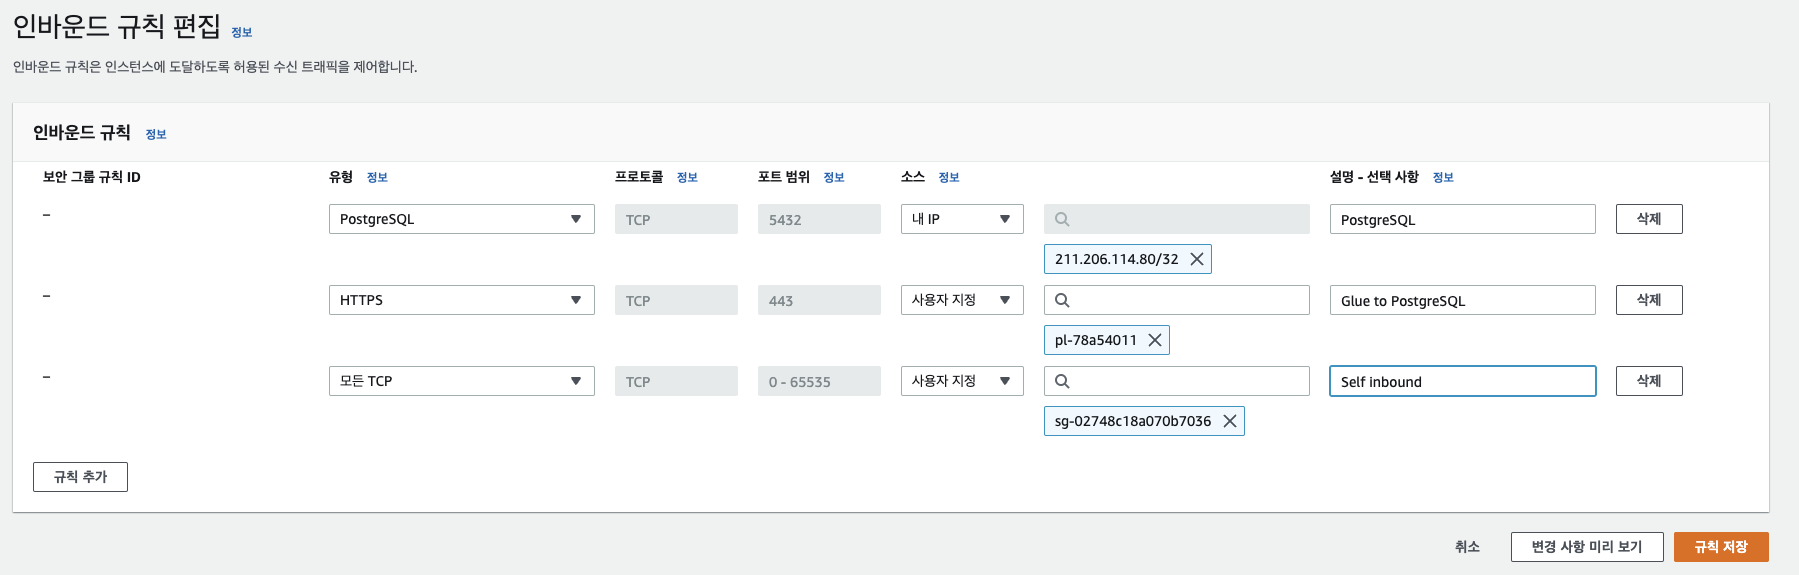 인바운드 규칙 편집 정보
인바운드 규칙은 인스턴스에 도달하도록 허용된 수신 트래픽을 제어합니다.
인바운드 규칙 정보
보안 그룹 규칙 ID 유형 정보 프로토콜 정보 포트 범위 정보 소스 정보 설명 - 선택 사항 정보
– PostgreSQL TCP 5432 내 IP PostgreSQL 삭제
211.206.114.80/32
– HTTPS TCP 443 사용자 지정 Glue to PostgreSQL 삭제
pl-78a54011
– 모든 TCP TCP 0 - 65535 사용자 지정 Self inbound 삭제
sg-02748c18a070b7036
규칙 추가
취소 변경 사항 미리 보기 규칙 저장